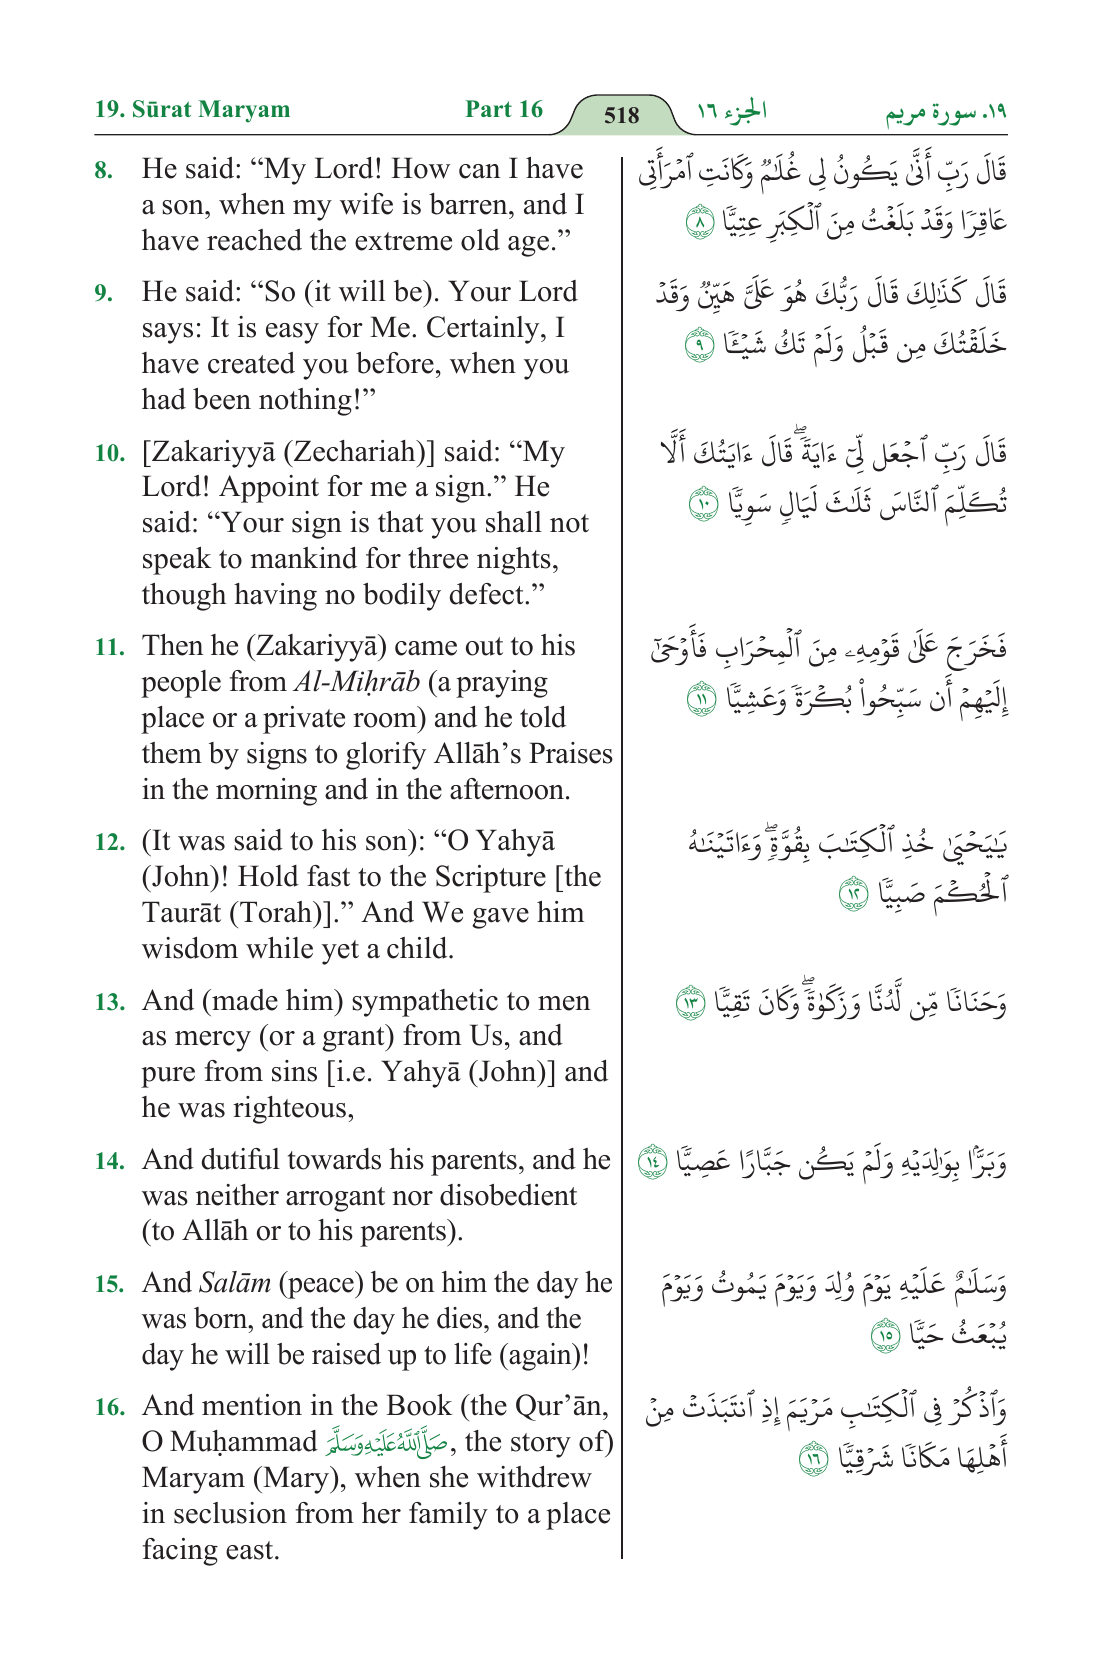 19. Sūrat Maryam Part 16 518 الجزء ١٦ ١٩. سورة مريم
8. He said: “My Lord! How can I have
a son, when my wife is barren, and I
have reached the extreme old age.”
قَالَ رَبِّ أَنَّىٰ يَكُونُ لِى غُلَـٰمٌ وَكَانَتِ ٱمْرَأَتِى
عَاقِرًا وَقَدْ بَلَغْتُ مِنَ ٱلْكِبَرِ عِتِيًّا ٨
9. He said: “So (it will be). Your Lord
says: It is easy for Me. Certainly, I
have created you before, when you
had been nothing!”
قَالَ كَذَٰلِكَ قَالَ رَبُّكَ هُوَ عَلَىَّ هَيِّنٌ وَقَدْ
خَلَقْتُكَ مِن قَبْلُ وَلَمْ تَكُ شَيْـًٔا ٩
10. [Zakariyyā (Zechariah)] said: “My
Lord! Appoint for me a sign.” He
said: “Your sign is that you shall not
speak to mankind for three nights,
though having no bodily defect.”
قَالَ رَبِّ ٱجْعَل لِّىٓ ءَايَةً ۖ قَالَ ءَايَتُكَ أَلَّا
تُكَلِّمَ ٱلنَّاسَ ثَلَـٰثَ لَيَالٍ سَوِيًّا ١٠
11. Then he (Zakariyyā) came out to his
people from Al-Miḥrāb (a praying
place or a private room) and he told
them by signs to glorify Allāh’s Praises
in the morning and in the afternoon.
فَخَرَجَ عَلَىٰ قَوْمِهِۦ مِنَ ٱلْمِحْرَابِ فَأَوْحَىٰٓ
إِلَيْهِمْ أَن سَبِّحُوا۟ بُكْرَةً وَعَشِيًّا ١١
12. (It was said to his son): “O Yahyā
(John)! Hold fast to the Scripture [the
Taurāt (Torah)].” And We gave him
wisdom while yet a child.
يَـٰيَحْيَىٰ خُذِ ٱلْكِتَـٰبَ بِقُوَّةٍ ۖ وَءَاتَيْنَـٰهُ
ٱلْحُكْمَ صَبِيًّا ١٢
13. And (made him) sympathetic to men
as mercy (or a grant) from Us, and
pure from sins [i.e. Yahyā (John)] and
he was righteous,
وَحَنَانًا مِّن لَّدُنَّا وَزَكَوٰةً ۖ وَكَانَ تَقِيًّا ١٣
14. And dutiful towards his parents, and he
was neither arrogant nor disobedient
(to Allāh or to his parents).
وَبَرًّۢا بِوَٰلِدَيْهِ وَلَمْ يَكُن جَبَّارًا عَصِيًّا ١٤
15. And Salām (peace) be on him the day he
was born, and the day he dies, and the
day he will be raised up to life (again)!
وَسَلَـٰمٌ عَلَيْهِ يَوْمَ وُلِدَ وَيَوْمَ يَمُوتُ وَيَوْمَ
يُبْعَثُ حَيًّا ١٥
16. And mention in the Book (the Qur’ān,
O Muḥammad صَلَّى اللَّهُ عَلَيْهِ وَسَلَّمَ, the story of)
Maryam (Mary), when she withdrew
in seclusion from her family to a place
facing east.
وَٱذْكُرْ فِى ٱلْكِتَـٰبِ مَرْيَمَ إِذِ ٱنتَبَذَتْ مِنْ
أَهْلِهَا مَكَانًا شَرْقِيًّا ١٦